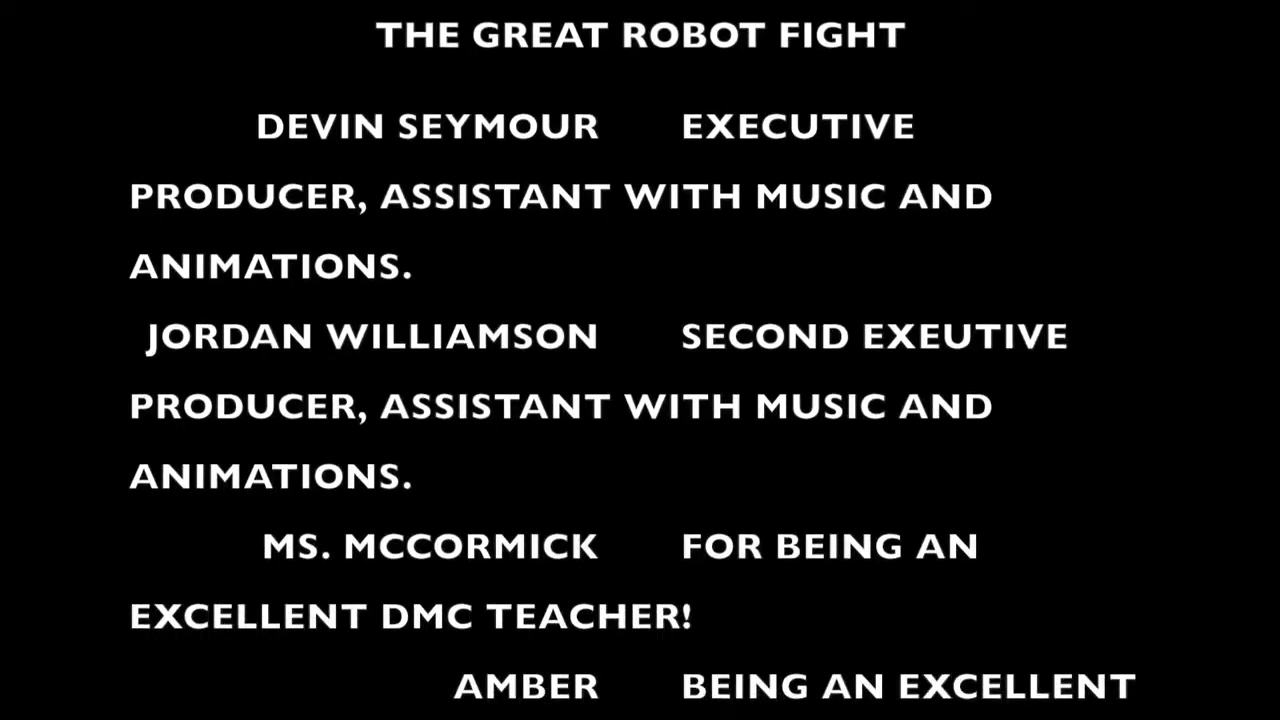 THE GREAT ROBOT FIGHT
DEVIN SEYMOUR EXECUTIVE
PRODUCER, ASSISTANT WITH MUSIC AND
ANIMATIONS.
JORDAN WILLIAMSON SECOND EXEUTIVE
PRODUCER, ASSISTANT WITH MUSIC AND
ANIMATIONS.
MS. MCCORMICK FOR BEING AN
EXCELLENT DMC TEACHER!
AMBER BEING AN EXCELLENT